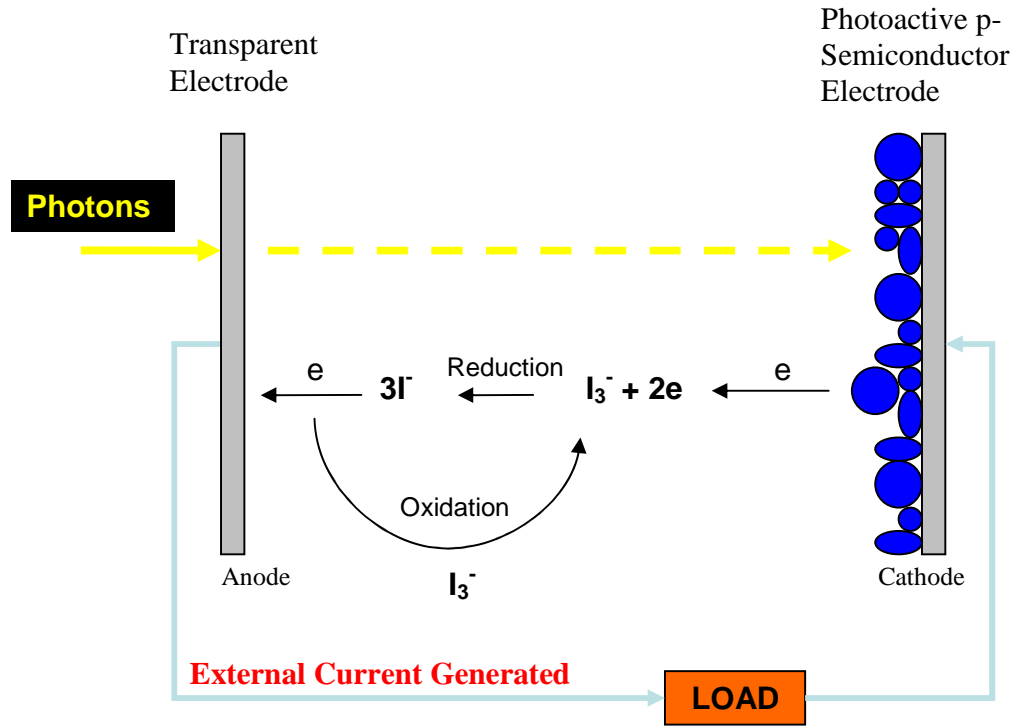 Transparent
Electrode
Photoactive p-
Semiconductor
Electrode
Photons
e
3I⁻
Reduction
I₃⁻ + 2e
e
Oxidation
I₃⁻
Anode
Cathode
External Current Generated
LOAD